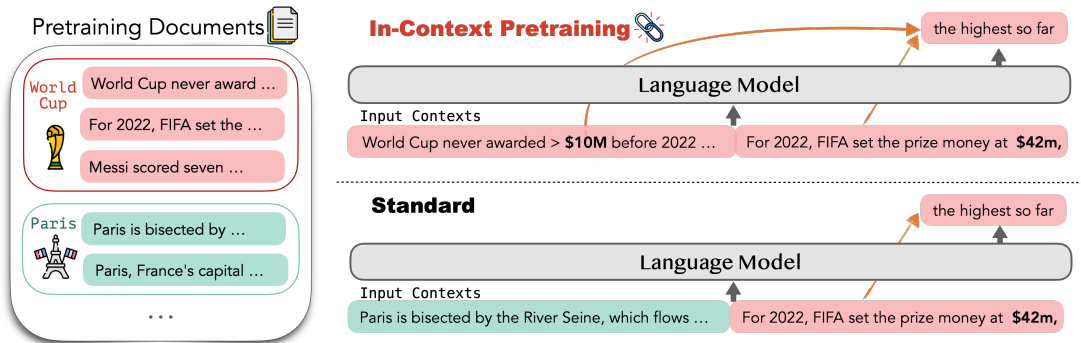 Pretraining Documents
World
Cup
World Cup never award ...
For 2022, FIFA set the ...
Messi scored seven ...
Paris
Paris is bisected by ...
Paris, France's capital ...
...
In-Context Pretraining
the highest so far
Language Model
Input Contexts
World Cup never awarded > $10M before 2022 ...
For 2022, FIFA set the prize money at $42m,
Standard
the highest so far
Language Model
Input Contexts
Paris is bisected by the River Seine, which flows ...
For 2022, FIFA set the prize money at $42m,